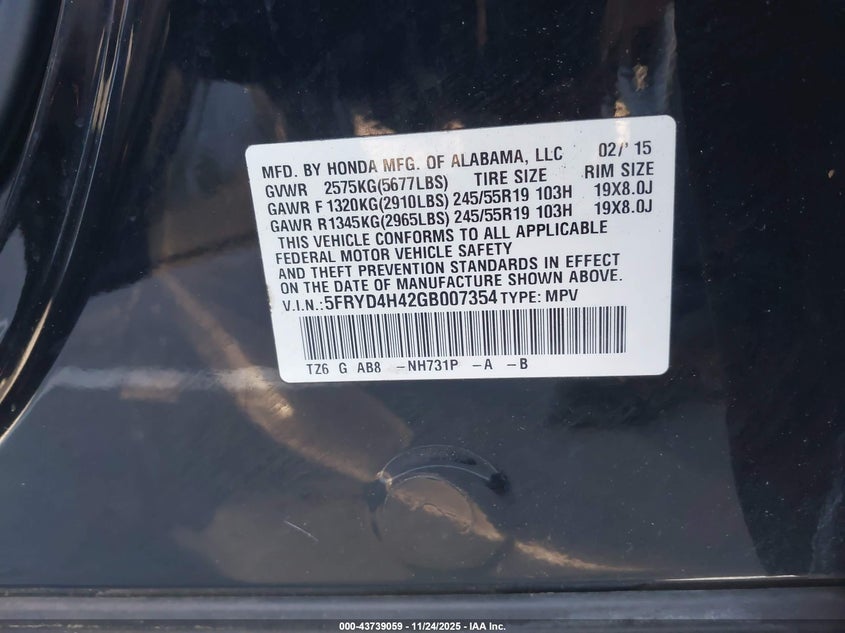 MFD. BY HONDA MFG. OF ALABAMA, LLC 02/' 15
GVWR 2575KG(5677LBS) TIRE SIZE RIM SIZE
GAWR F 1320KG(2910LBS) 245/55R19 103H 19X8.0J
GAWR R1345KG(2965LBS) 245/55R19 103H 19X8.0J
THIS VEHICLE CONFORMS TO ALL APPLICABLE
FEDERAL MOTOR VEHICLE SAFETY
AND THEFT PREVENTION STANDARDS IN EFFECT
ON THE DATE OF MANUFACTURE SHOWN ABOVE.
V.I.N.:5FRYD4H42GB007354 TYPE: MPV
TZ6 G AB8 -NH731P -A -B
000-43739059 - 11/24/2025 - IAA Inc.